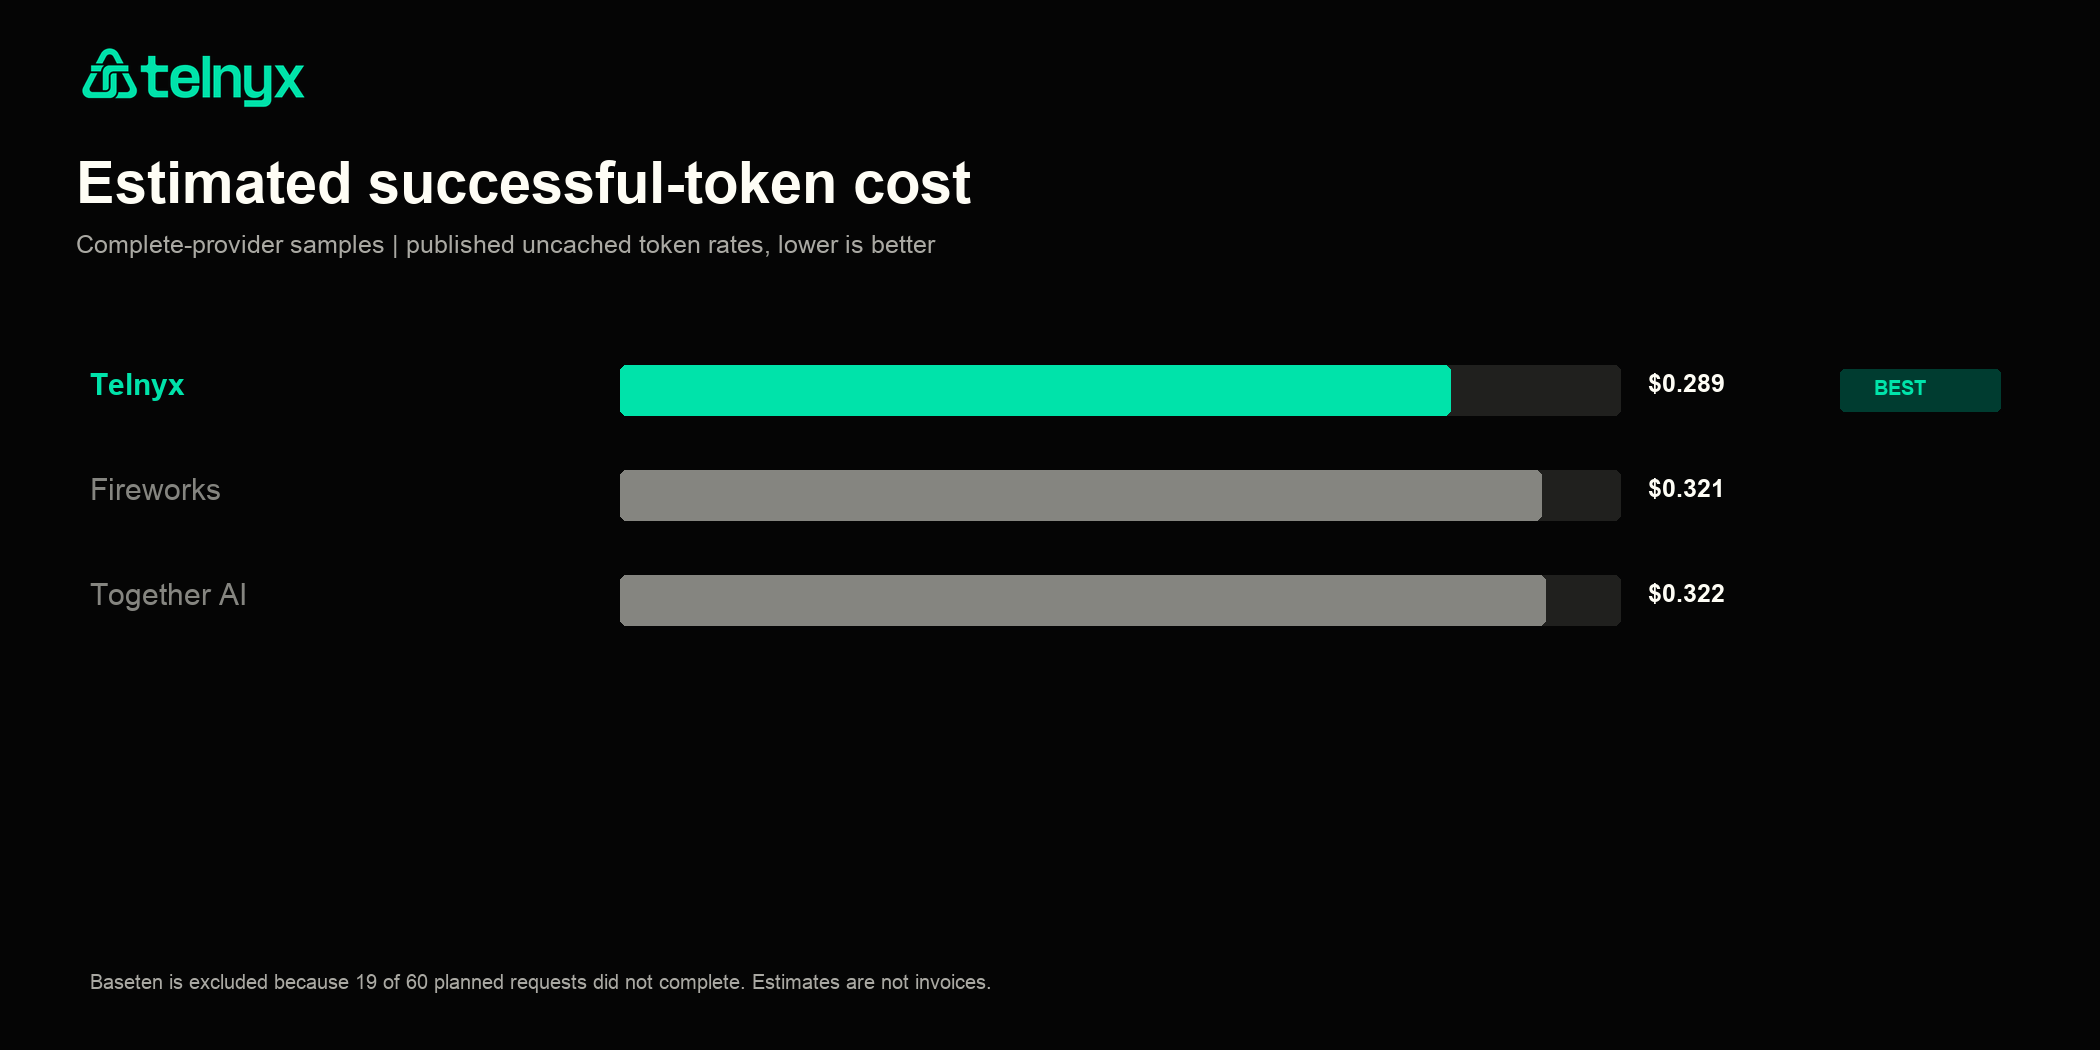 telnyx
Estimated successful-token cost
Complete-provider samples | published uncached token rates, lower is better
Telnyx $0.289 BEST
Fireworks $0.321
Together AI $0.322
Baseten is excluded because 19 of 60 planned requests did not complete. Estimates are not invoices.